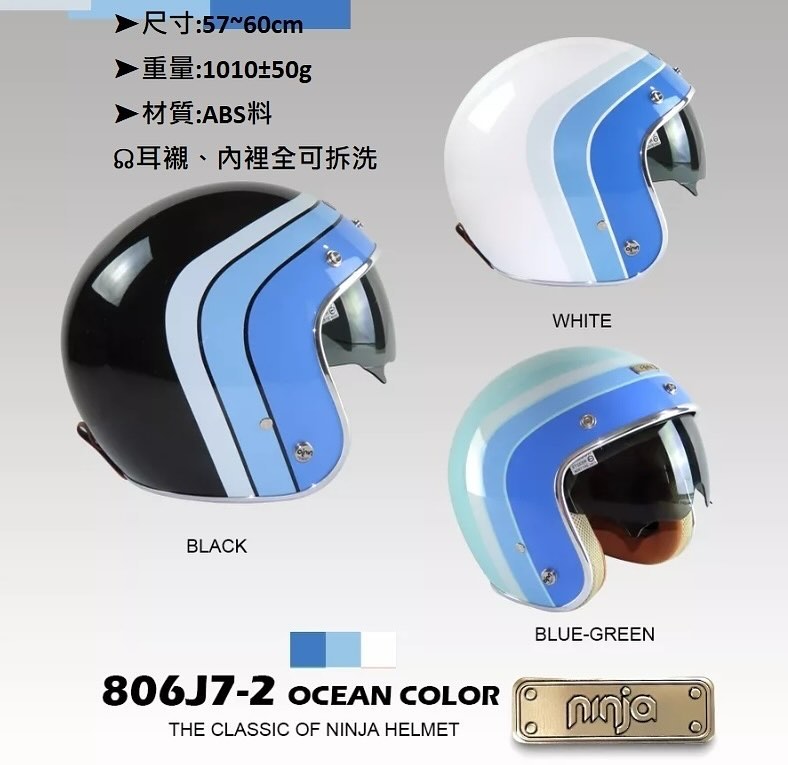 ➤尺寸:57~60cm
➤重量:1010±50g
➤材質:ABS料
☊耳襯、內裡全可拆洗
WHITE
BLACK
BLUE-GREEN
806J7-2 OCEAN COLOR
THE CLASSIC OF NINJA HELMET
ninja